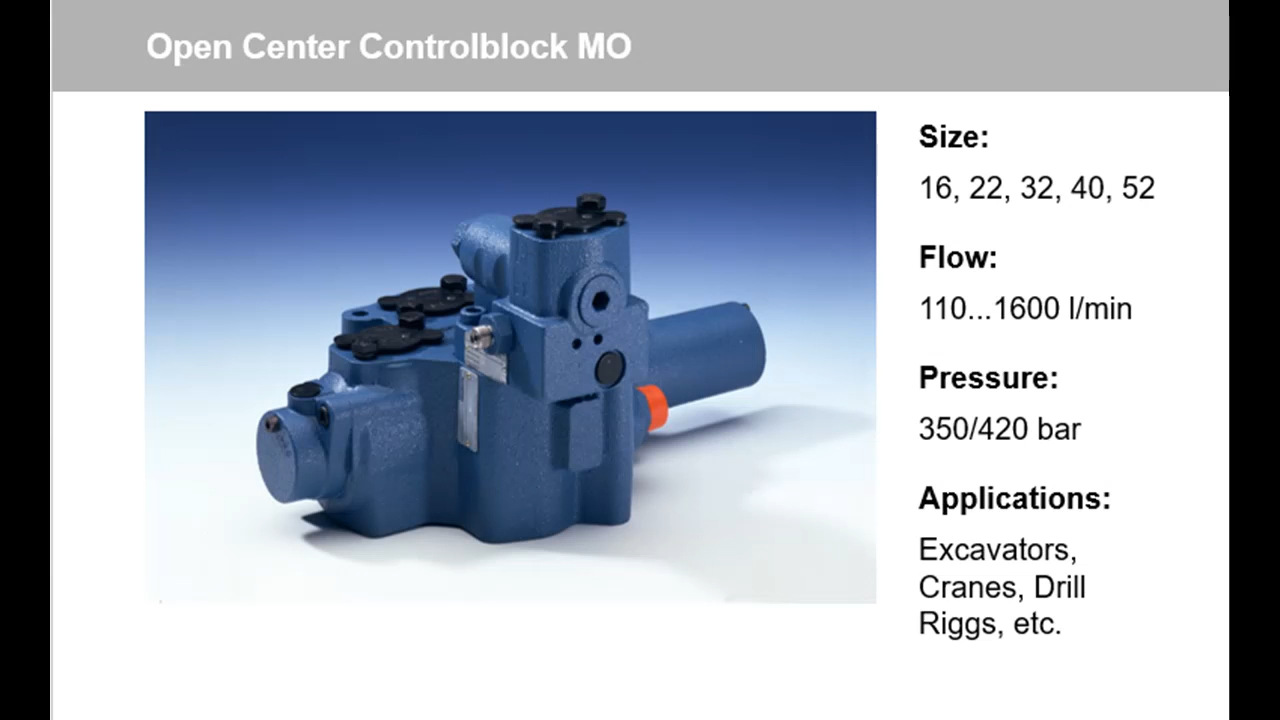 Open Center Controlblock MO
Size:
16, 22, 32, 40, 52
Flow:
110...1600 l/min
Pressure:
350/420 bar
Applications:
Excavators,
Cranes, Drill
Riggs, etc.